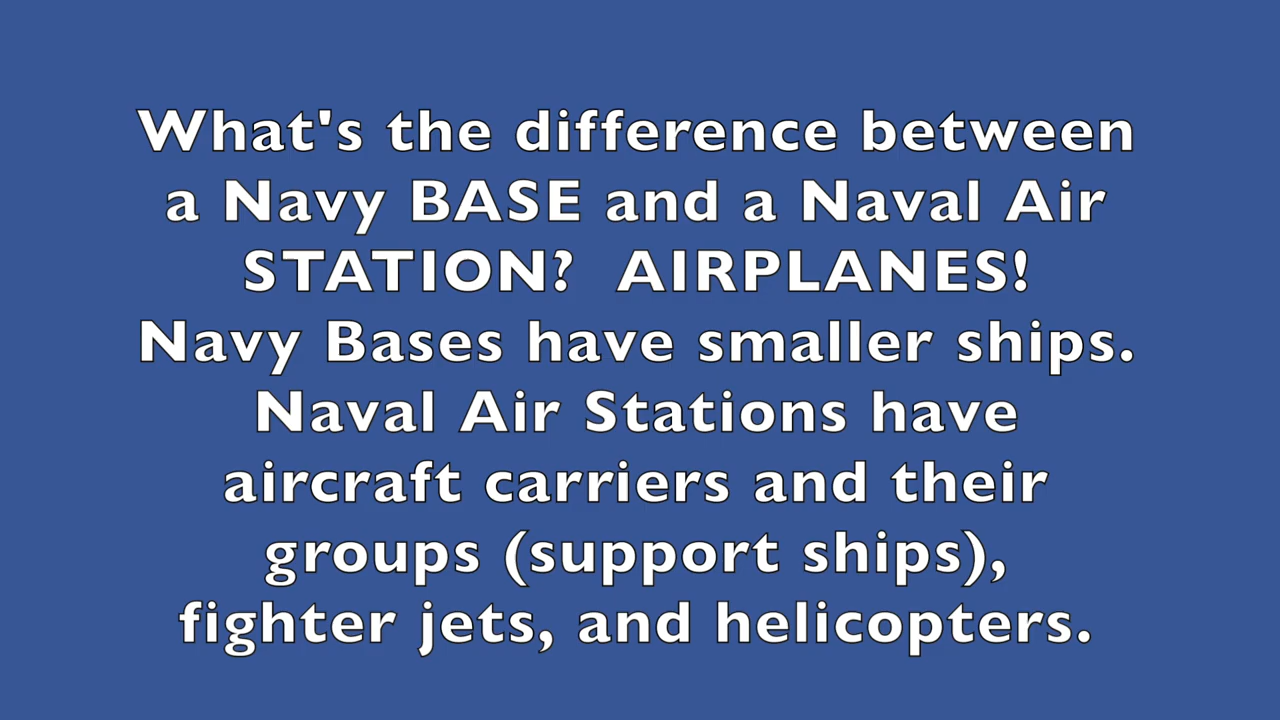 What's the difference between
a Navy BASE and a Naval Air
STATION?  AIRPLANES!
Navy Bases have smaller ships.
Naval Air Stations have
aircraft carriers and their
groups (support ships),
fighter jets, and helicopters.